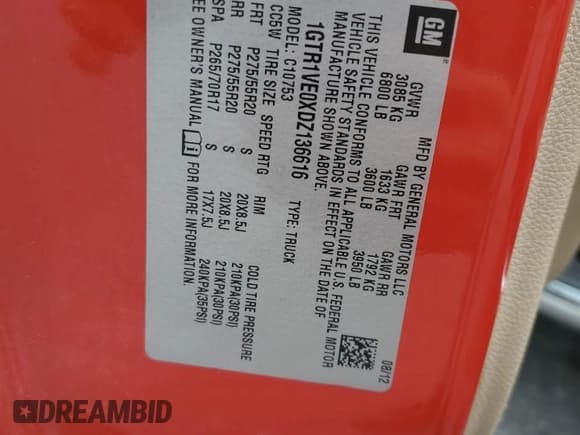 GM
®
MFD BY GENERAL MOTORS LLC
08/12
GVWR GAWR FRT GAWR RR
3085 KG 1633 KG 1792 KG
6800 LB 3600 LB 3950 LB
THIS VEHICLE CONFORMS TO ALL APPLICABLE U.S. FEDERAL MOTOR
VEHICLE SAFETY STANDARDS IN EFFECT ON THE DATE OF
MANUFACTURE SHOWN ABOVE.
1GTR1VE0XDZ136616 TYPE: TRUCK
MODEL: C10753
CC5W TIRE SIZE SPEED RTG RIM COLD TIRE PRESSURE
FRT P275/55R20 S 20X8.5J 210KPA(30PSI)
RR P275/55R20 S 20X8.5J 210KPA(30PSI)
SPA P265/70R17 S 17X7.5J 240KPA(35PSI)
EE OWNER'S MANUAL i FOR MORE INFORMATION.
DREAMBID